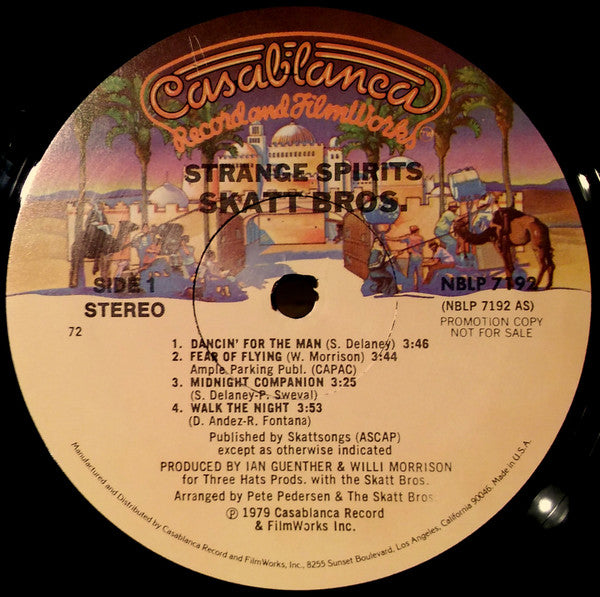 Casablanca
Record and FilmWorks
STRANGE SPIRITS
SKATT BROS.
SIDE 1
STEREO
NBLP 7192
(NBLP 7192 AS)
PROMOTION COPY
NOT FOR SALE
72
1. DANCIN' FOR THE MAN (S. Delaney) 3:46
2. FEAR OF FLYING (W. Morrison) 3:44
Ample Parking Publ. (CAPAC)
3. MIDNIGHT COMPANION 3:25
(S. Delaney-P. Sweval)
4. WALK THE NIGHT 3:53
(D. Andez-R. Fontana)
Published by Skattsongs (ASCAP)
except as otherwise indicated
PRODUCED BY IAN GUENTHER & WILLI MORRISON
for Three Hats Prods. with the Skatt Bros.
Arranged by Pete Pedersen & The Skatt Bros.
℗ 1979 Casablanca Record
& FilmWorks Inc.
Manufactured and Distributed by Casablanca Record and FilmWorks, Inc., 8255 Sunset Boulevard, Los Angeles, California 90046. Made in U.S.A.